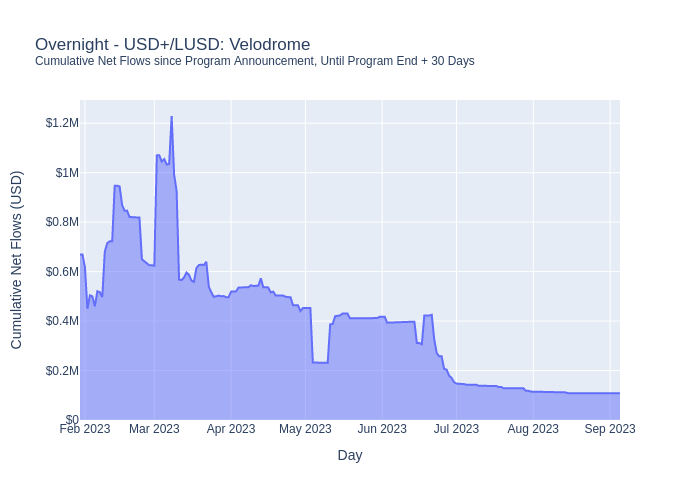 Overnight - USD+/LUSD: Velodrome
Cumulative Net Flows since Program Announcement, Until Program End + 30 Days
Cumulative Net Flows (USD)
$1.2M
$1M
$0.8M
$0.6M
$0.4M
$0.2M
$0
Feb 2023 Mar 2023 Apr 2023 May 2023 Jun 2023 Jul 2023 Aug 2023 Sep 2023
Day